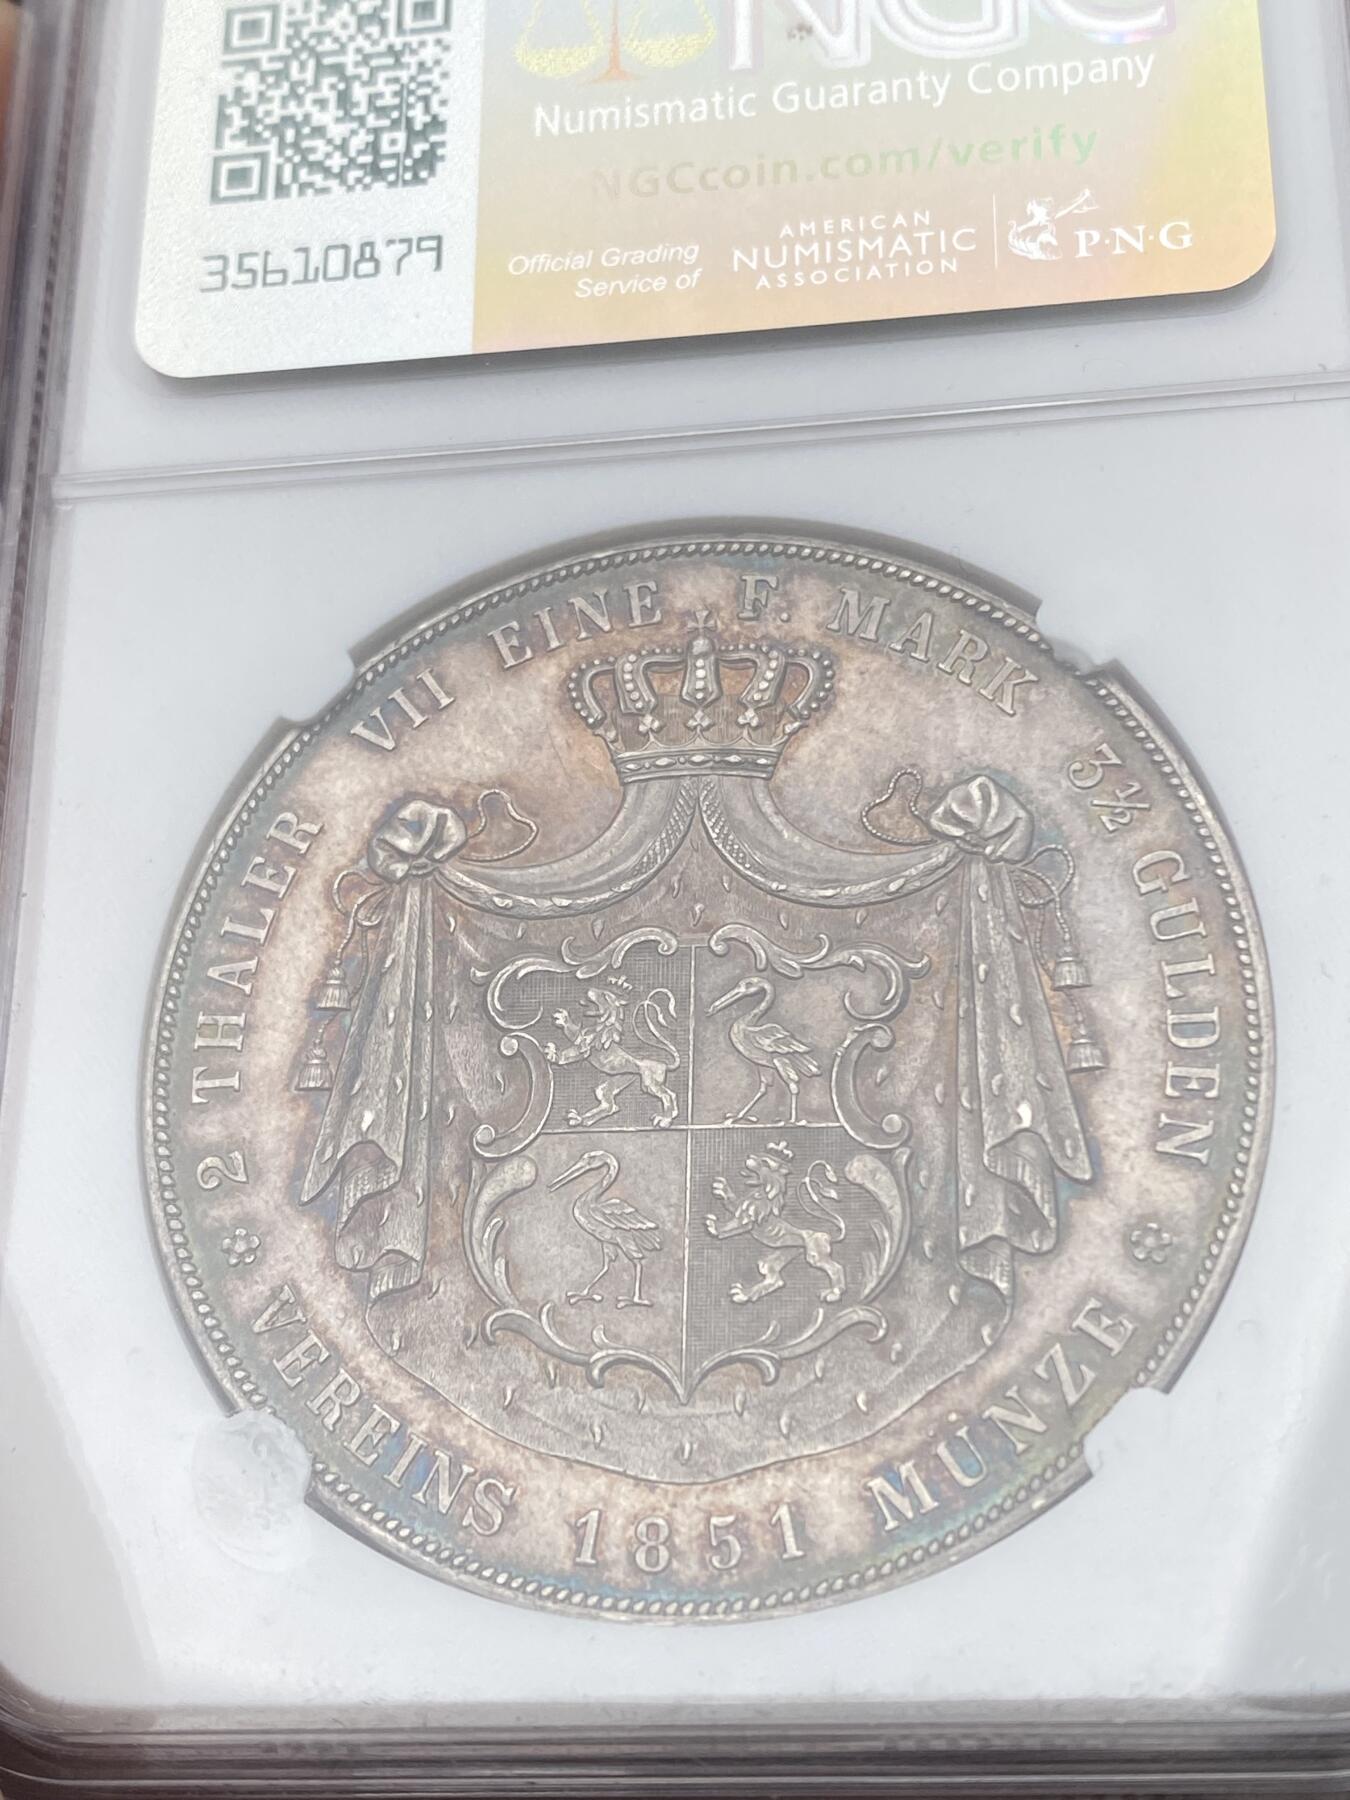 NGC
Numismatic Guaranty Company
NGCcoin.com/verify
35610879
Official Grading
Service of
AMERICAN
NUMISMATIC
ASSOCIATION
P·N·G
2 THALER VII EINE F. MARK 3½ GULDEN
VEREINS 1851 MÜNZE